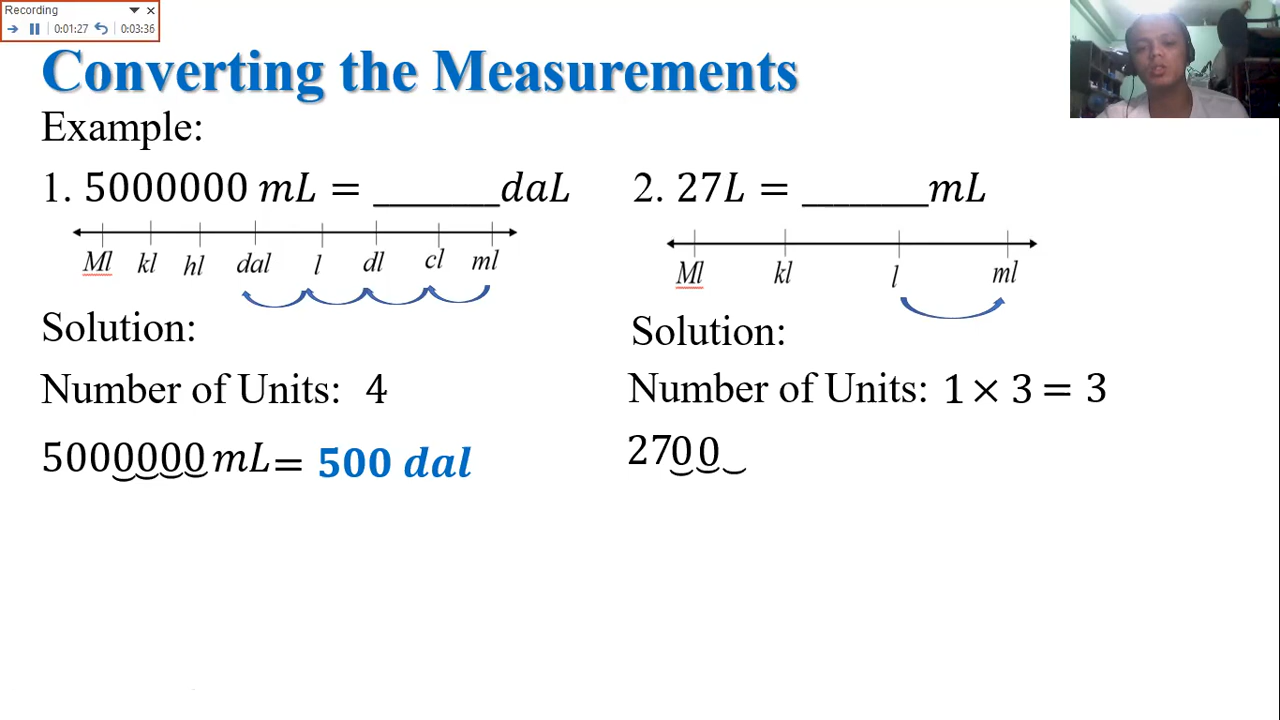 Recording
0:01:27 0:03:36
Converting the Measurements
Example:
1. 5000000 mL = ______daL
Ml kl hl dal l dl cl ml
Solution:
Number of Units: 4
5000000 mL = 500 dal
2. 27L = ______mL
Ml kl l ml
Solution:
Number of Units: 1 × 3 = 3
2700